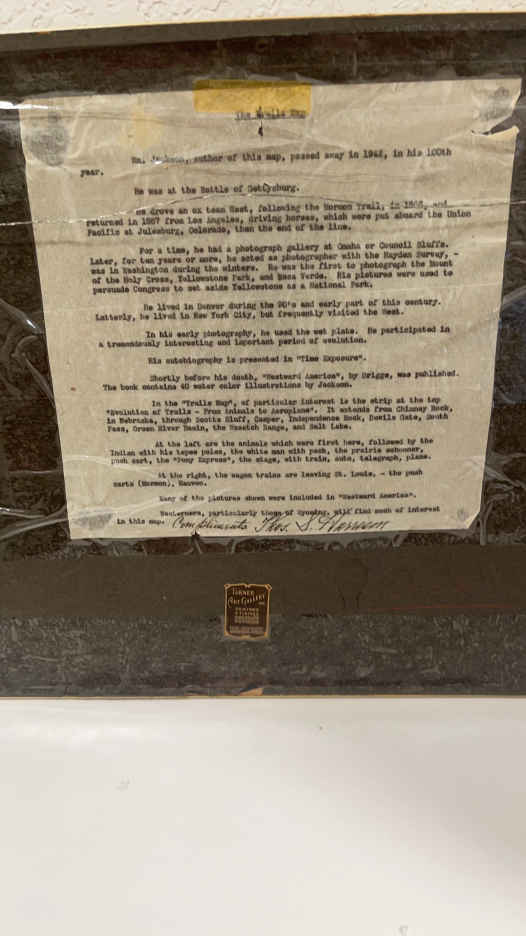 The Trails Map
Mr. Jackson, author of this map, passed away in 1942, in his 100th
year.
He was at the Battle of Gettysburg.
He drove an ox team West, following the Mormon Trail, in 1866, and
returned in 1867 from Los Angeles, driving horses, which were put aboard the Union
Pacific at Julesburg, Colorado, then the end of the line.
For a time, he had a photograph gallery at Omaha or Council Bluffs.
Later, for ten years or more, he acted as photographer with the Hayden Survey, -
was in Washington during the winters. He was the first to photograph the Mount
of the Holy Cross, Yellowstone Park, and Mesa Verde. His pictures were used to
persuade Congress to set aside Yellowstone as a National Park.
He lived in Denver during the 90's and early part of this century.
Latterly, he lived in New York City, but frequently visited the West.
In his early photography, he used the wet plate. He participated in
a tremendously interesting and important period of evolution.
His autobiography is presented in "Time Exposure".
Shortly before his death, "Westward America", by Driggs, was published.
The book contains 40 water color illustrations by Jackson.
In the "Trails Map", of particular interest is the strip at the top
"Evolution of Trails - From Animals to Aeroplane". It extends from Chimney Rock,
in Nebraska, through Scotts Bluff, Casper, Independence Rock, Devils Gate, South
Pass, Green River Basin, the Wasatch Range, and Salt Lake.
At the left are the animals which were first here, followed by the
Indian with his tepee poles, the white man with pack, the prairie schooner,
push cart, the "Pony Express", the stage, with train, auto, telegraph, plane.
At the right, the wagon trains are leaving St. Louis, - the push
carts (Mormon), Nauvoo.
Many of the pictures shown were included in "Westward America".
Westerners, particularly those of Wyoming, will find much of interest
in this map. Compliments Thos. S. Harrison
TURNER
ART GALLERY